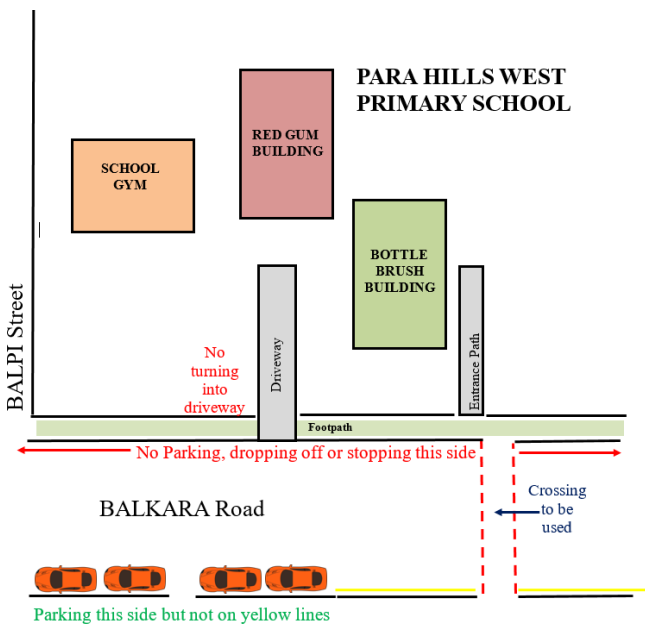 PARA HILLS WEST
PRIMARY SCHOOL
RED GUM
BUILDING
SCHOOL
GYM
BOTTLE
BRUSH
BUILDING
BALPI Street
No
turning
into
driveway
Driveway
Entrance Path
Footpath
No Parking, dropping off or stopping this side
BALKARA Road
Crossing
to be
used
Parking this side but not on yellow lines